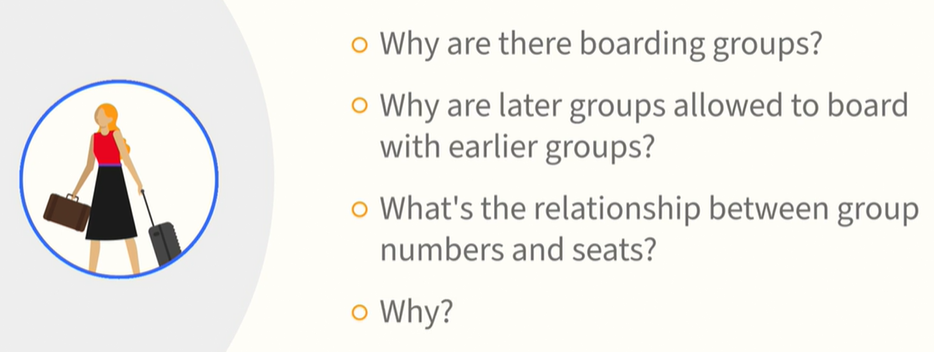 Why are there boarding groups?
Why are later groups allowed to board
with earlier groups?
What's the relationship between group
numbers and seats?
Why?